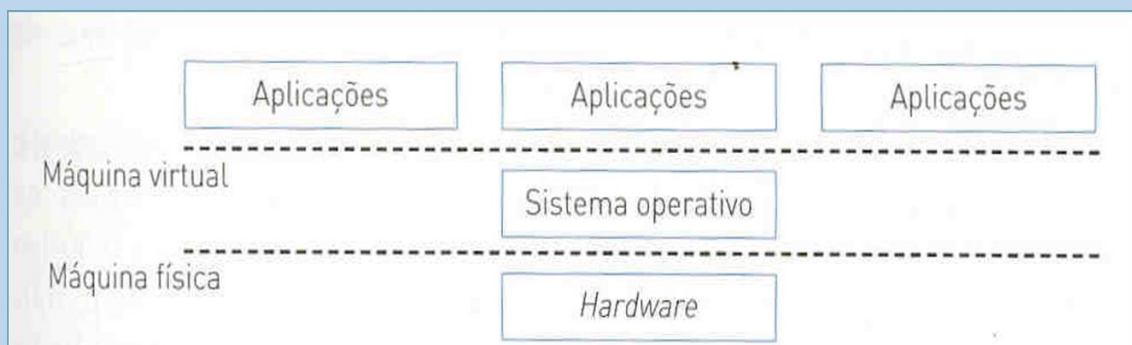 Aplicações Aplicações Aplicações
Máquina virtual
Sistema operativo
Máquina física
Hardware